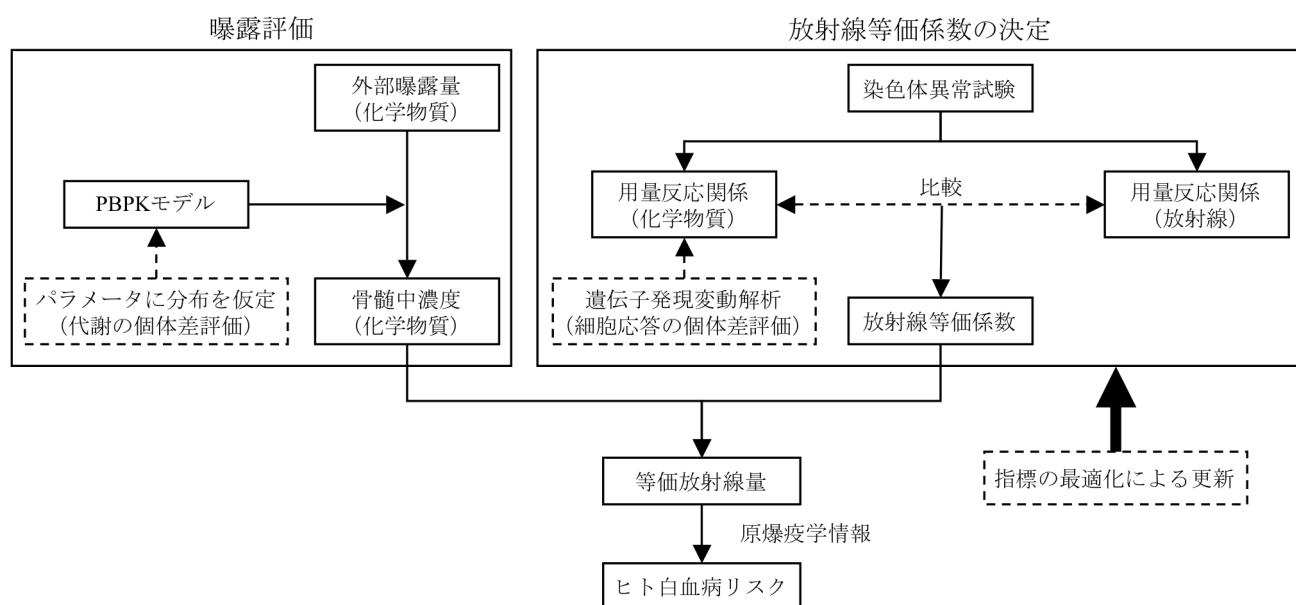 曝露評価
外部曝露量
（化学物質）
PBPKモデル
パラメータに分布を仮定
（代謝の個体差評価）
骨髄中濃度
（化学物質）
放射線等価係数の決定
染色体異常試験
用量反応関係
（化学物質）
比較
用量反応関係
（放射線）
遺伝子発現変動解析
（細胞応答の個体差評価）
放射線等価係数
指標の最適化による更新
等価放射線量
原爆疫学情報
ヒト白血病リスク